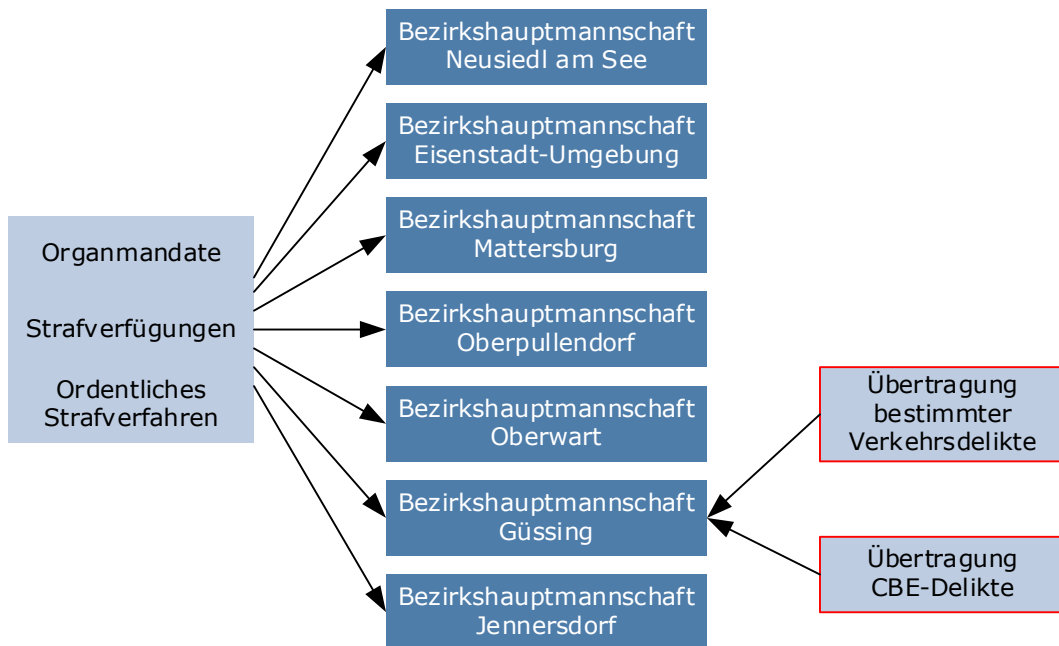 Organmandate
Strafverfügungen
Ordentliches
Strafverfahren
Bezirkshauptmannschaft
Neusiedl am See
Bezirkshauptmannschaft
Eisenstadt-Umgebung
Bezirkshauptmannschaft
Mattersburg
Bezirkshauptmannschaft
Oberpullendorf
Bezirkshauptmannschaft
Oberwart
Bezirkshauptmannschaft
Güssing
Bezirkshauptmannschaft
Jennersdorf
Übertragung
bestimmter
Verkehrsdelikte
Übertragung
CBE-Delikte